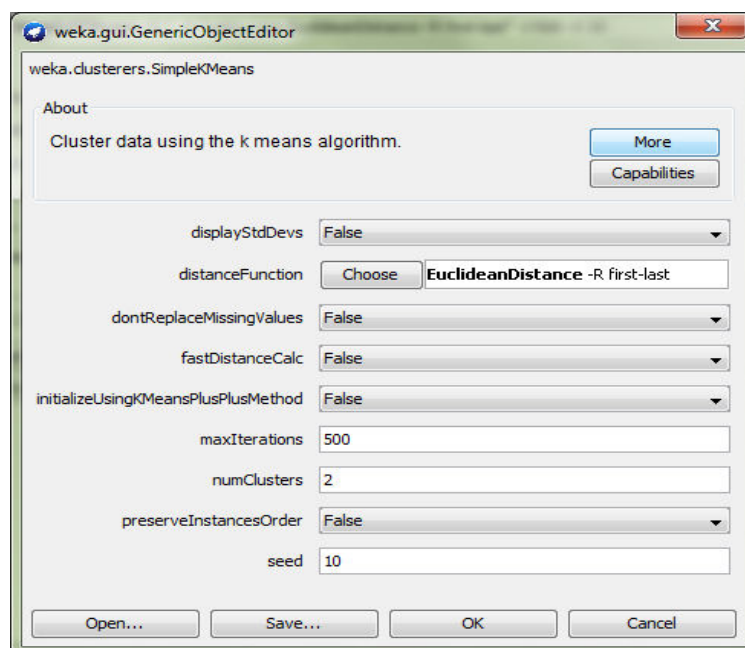 weka.gui.GenericObjectEditor
weka.clusterers.SimpleKMeans
About
Cluster data using the k means algorithm.
More
Capabilities
displayStdDevs False
distanceFunction Choose EuclideanDistance -R first-last
dontReplaceMissingValues False
fastDistanceCalc False
initializeUsingKMeansPlusPlusMethod False
maxIterations 500
numClusters 2
preserveInstancesOrder False
seed 10
Open... Save... OK Cancel